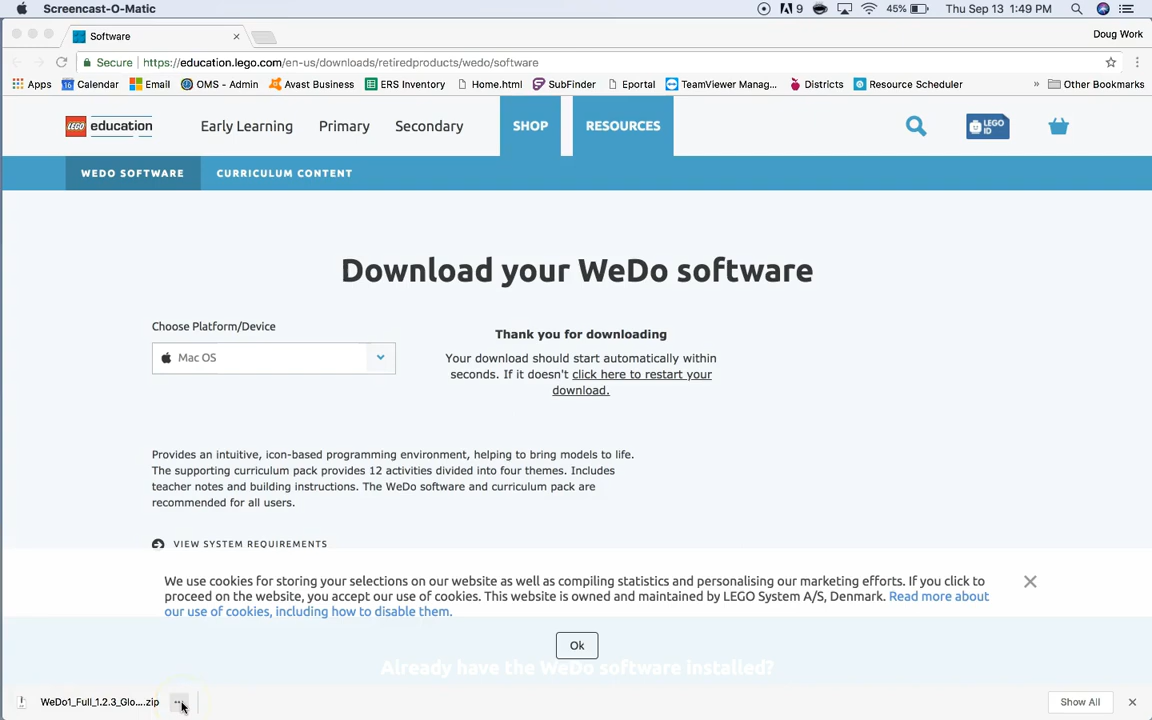 Screencast-O-Matic 9 45% Thu Sep 13 1:49 PM
Software Doug Work
Secure https://education.lego.com/en-us/downloads/retiredproducts/wedo/software
Apps Calendar Email OMS - Admin Avast Business ERS Inventory Home.html SubFinder Eportal TeamViewer Manag... Districts Resource Scheduler » Other Bookmarks
LEGO education Early Learning Primary Secondary SHOP RESOURCES LEGO ID
WEDO SOFTWARE CURRICULUM CONTENT
Download your WeDo software
Choose Platform/Device
Mac OS
Thank you for downloading
Your download should start automatically within
seconds. If it doesn't click here to restart your
download.
Provides an intuitive, icon-based programming environment, helping to bring models to life.
The supporting curriculum pack provides 12 activities divided into four themes. Includes
teacher notes and building instructions. The WeDo software and curriculum pack are
recommended for all users.
VIEW SYSTEM REQUIREMENTS
We use cookies for storing your selections on our website as well as compiling statistics and personalising our marketing efforts. If you click to
proceed on the website, you accept our use of cookies. This website is owned and maintained by LEGO System A/S, Denmark. Read more about
our use of cookies, including how to disable them.
Ok
Already have the WeDo software installed?
WeDo1_Full_1.2.3_Glo....zip Show All